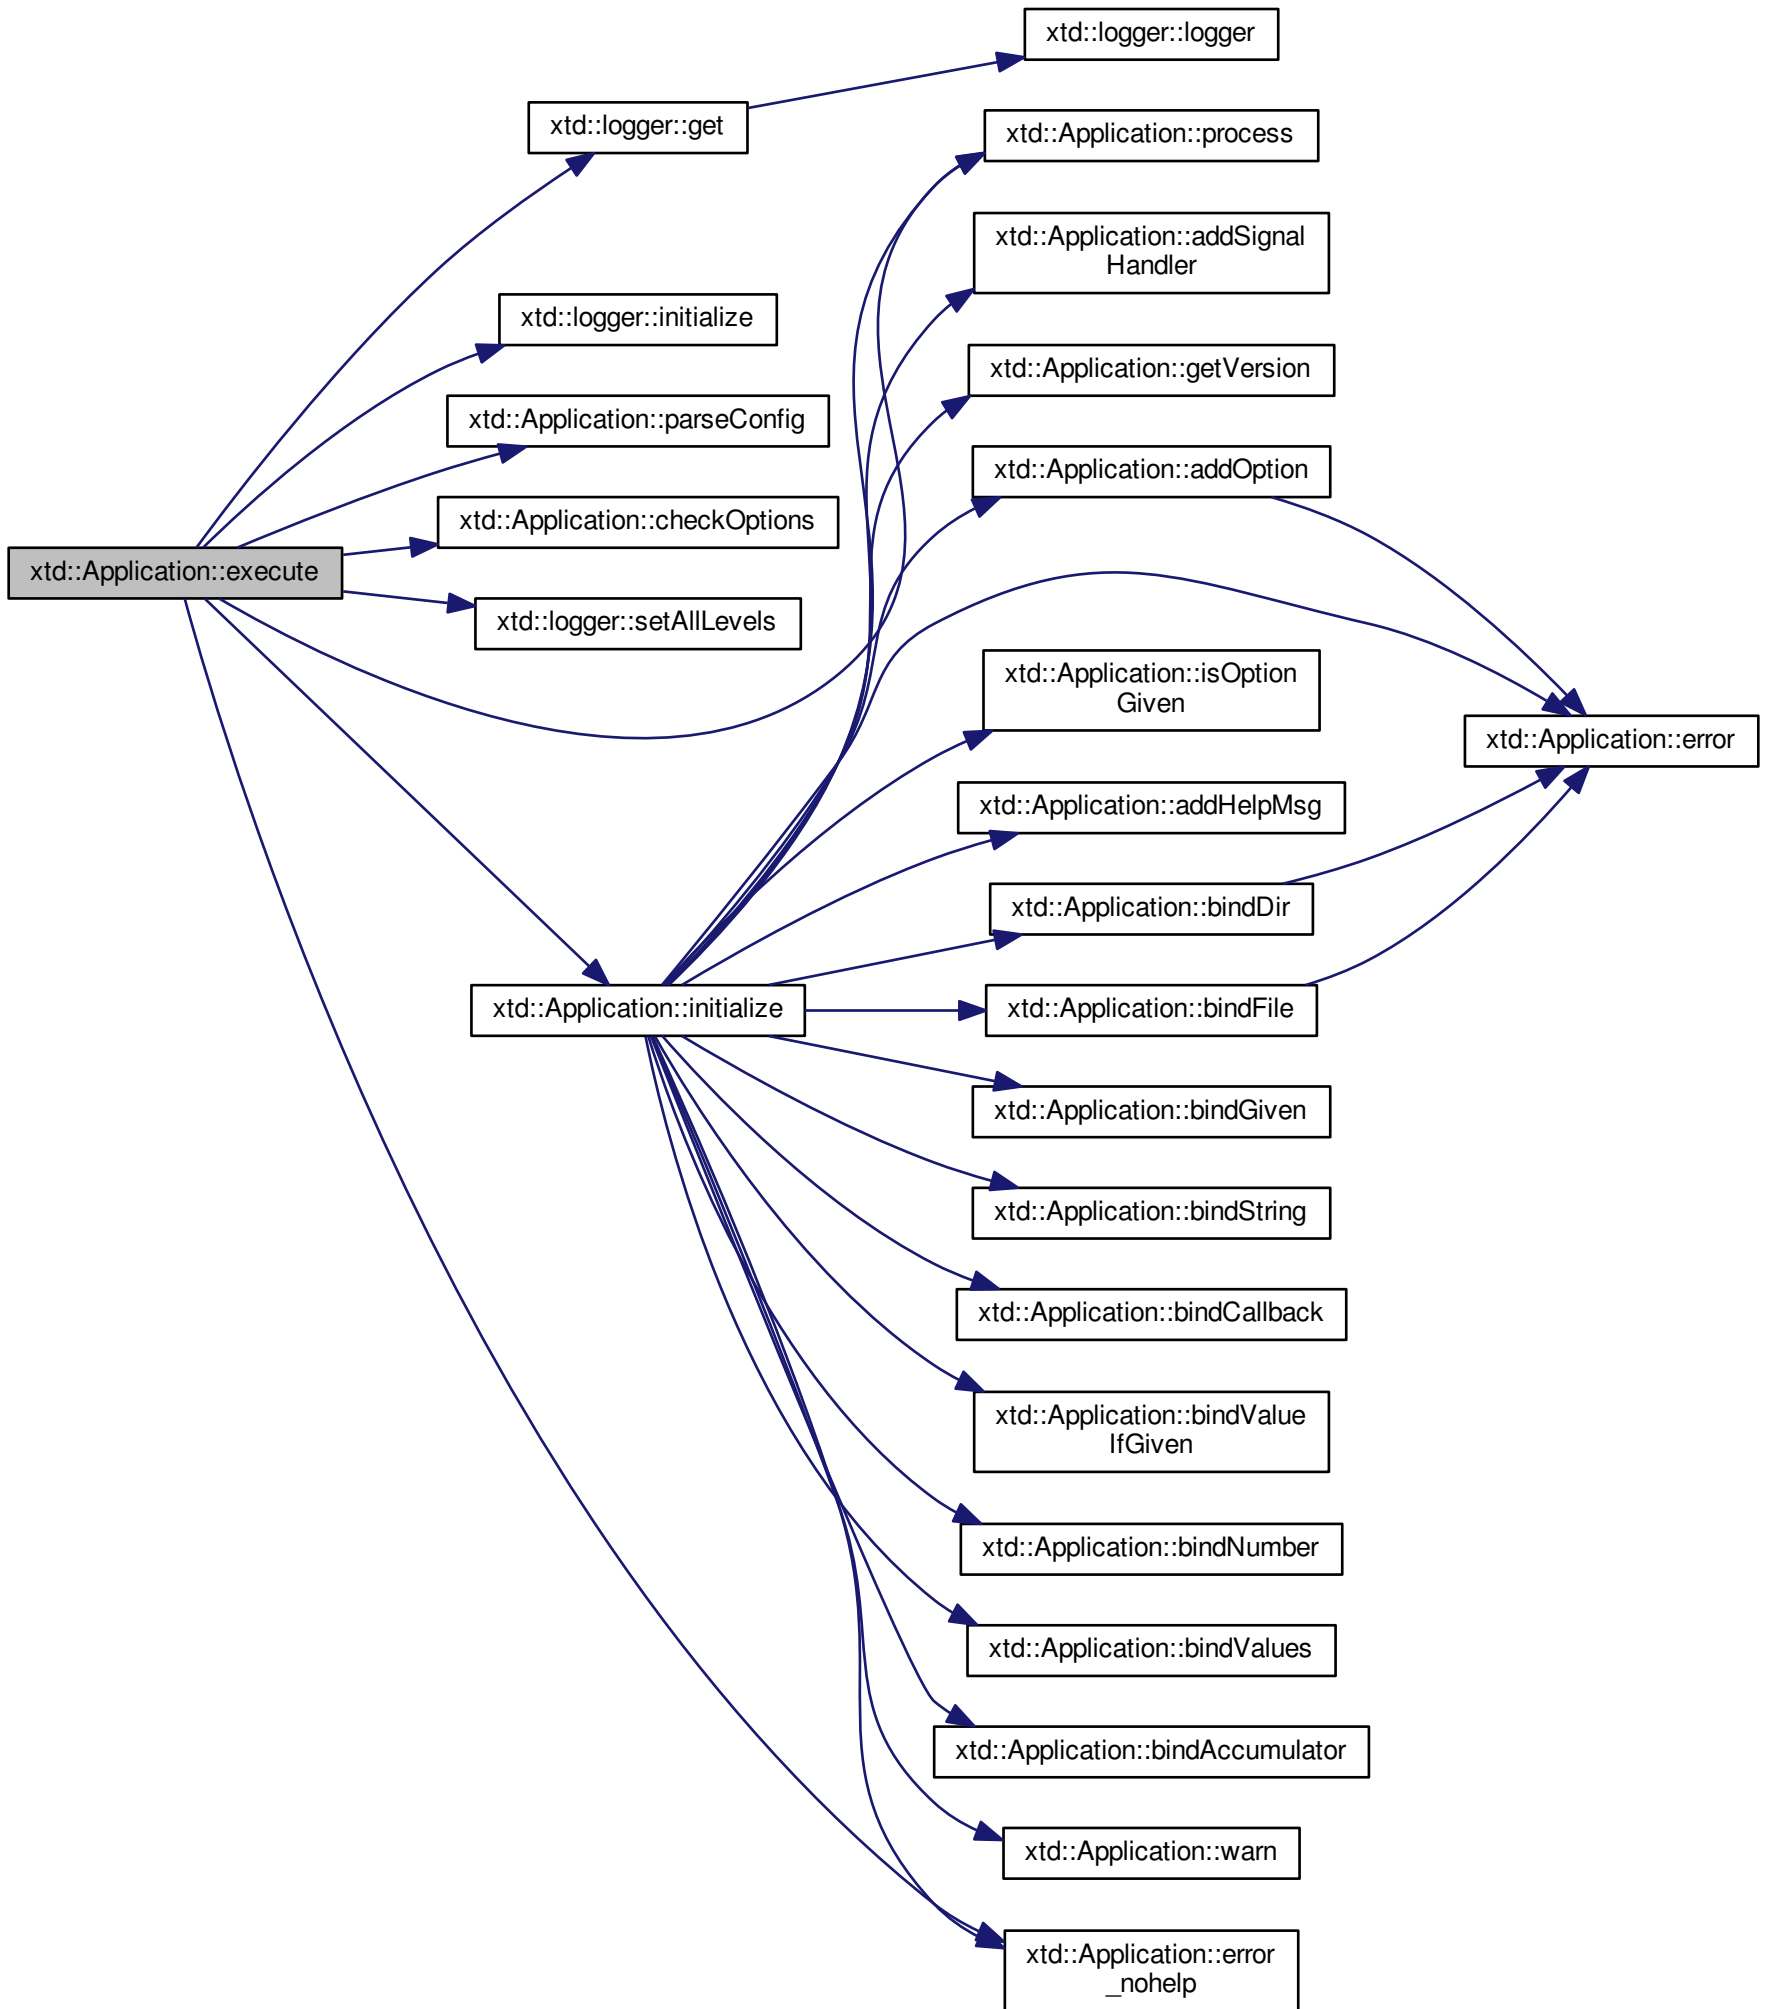 xtd::logger::logger
xtd::logger::get
xtd::Application::process
xtd::Application::addSignal
Handler
xtd::logger::initialize
xtd::Application::getVersion
xtd::Application::parseConfig
xtd::Application::addOption
xtd::Application::checkOptions
xtd::Application::execute
xtd::logger::setAllLevels
xtd::Application::isOption
Given
xtd::Application::error
xtd::Application::addHelpMsg
xtd::Application::bindDir
xtd::Application::initialize
xtd::Application::bindFile
xtd::Application::bindGiven
xtd::Application::bindString
xtd::Application::bindCallback
xtd::Application::bindValue
IfGiven
xtd::Application::bindNumber
xtd::Application::bindValues
xtd::Application::bindAccumulator
xtd::Application::warn
xtd::Application::error
_nohelp